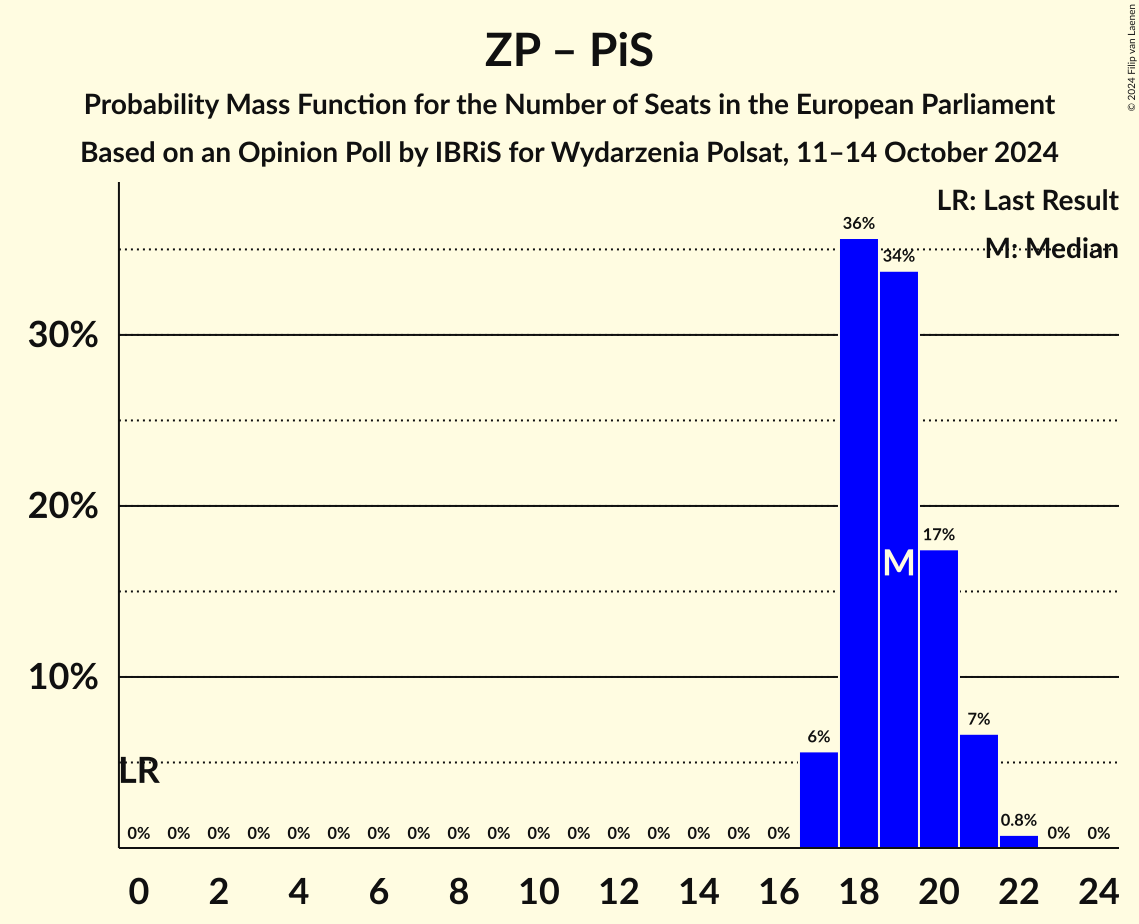 ZP – PiS
Probability Mass Function for the Number of Seats in the European Parliament
Based on an Opinion Poll by IBRiS for Wydarzenia Polsat, 11–14 October 2024
© 2024 Filip van Laenen
LR: Last Result
M: Median
36%
34%
30%
20%
17%
M
10%
7%
6%
LR
0% 0% 0% 0% 0% 0% 0% 0% 0% 0% 0% 0% 0% 0% 0% 0% 0% 0.8% 0% 0%
0 2 4 6 8 10 12 14 16 18 20 22 24